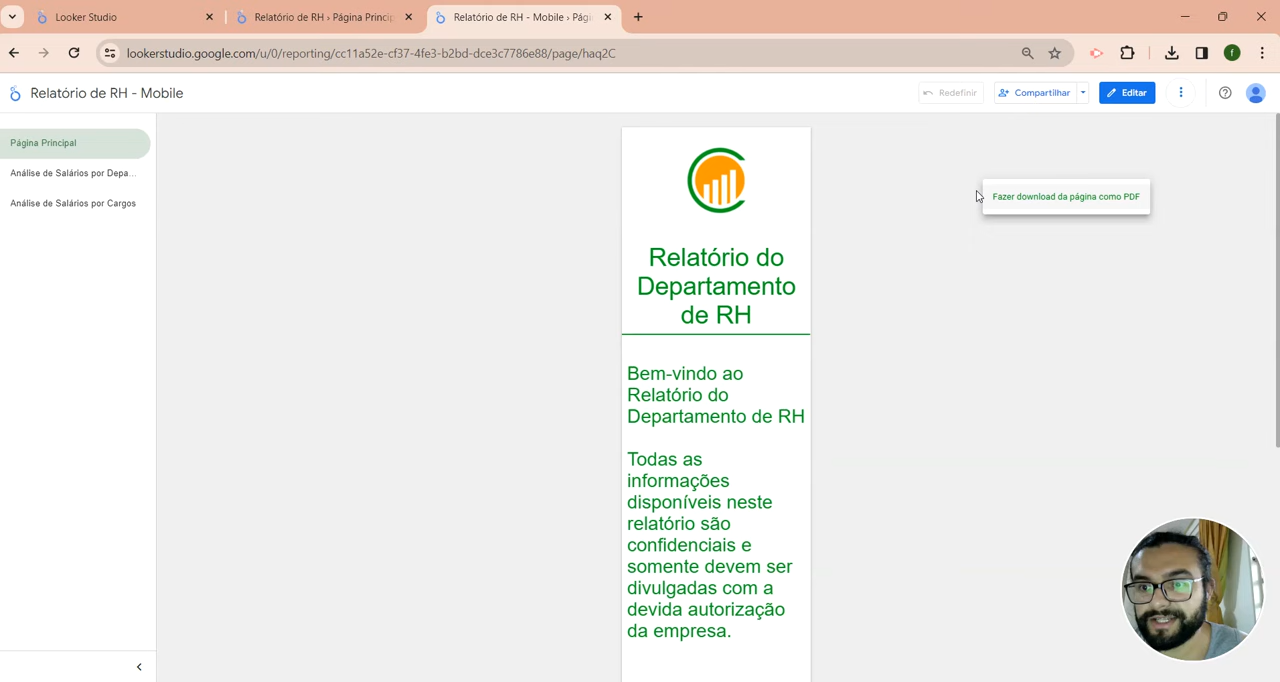 Looker Studio
Relatório de RH › Página Princip
Relatório de RH - Mobile › Pági
lookerstudio.google.com/u/0/reporting/cc11a52e-cf37-4fe3-b2bd-dce3c7786e88/page/haq2C
f
Relatório de RH - Mobile
Redefinir
Compartilhar
Editar
Página Principal
Análise de Salários por Depa...
Análise de Salários por Cargos
Fazer download da página como PDF
Relatório do
Departamento
de RH
Bem-vindo ao
Relatório do
Departamento de RH
Todas as
informações
disponíveis neste
relatório são
confidenciais e
somente devem ser
divulgadas com a
devida autorização
da empresa.